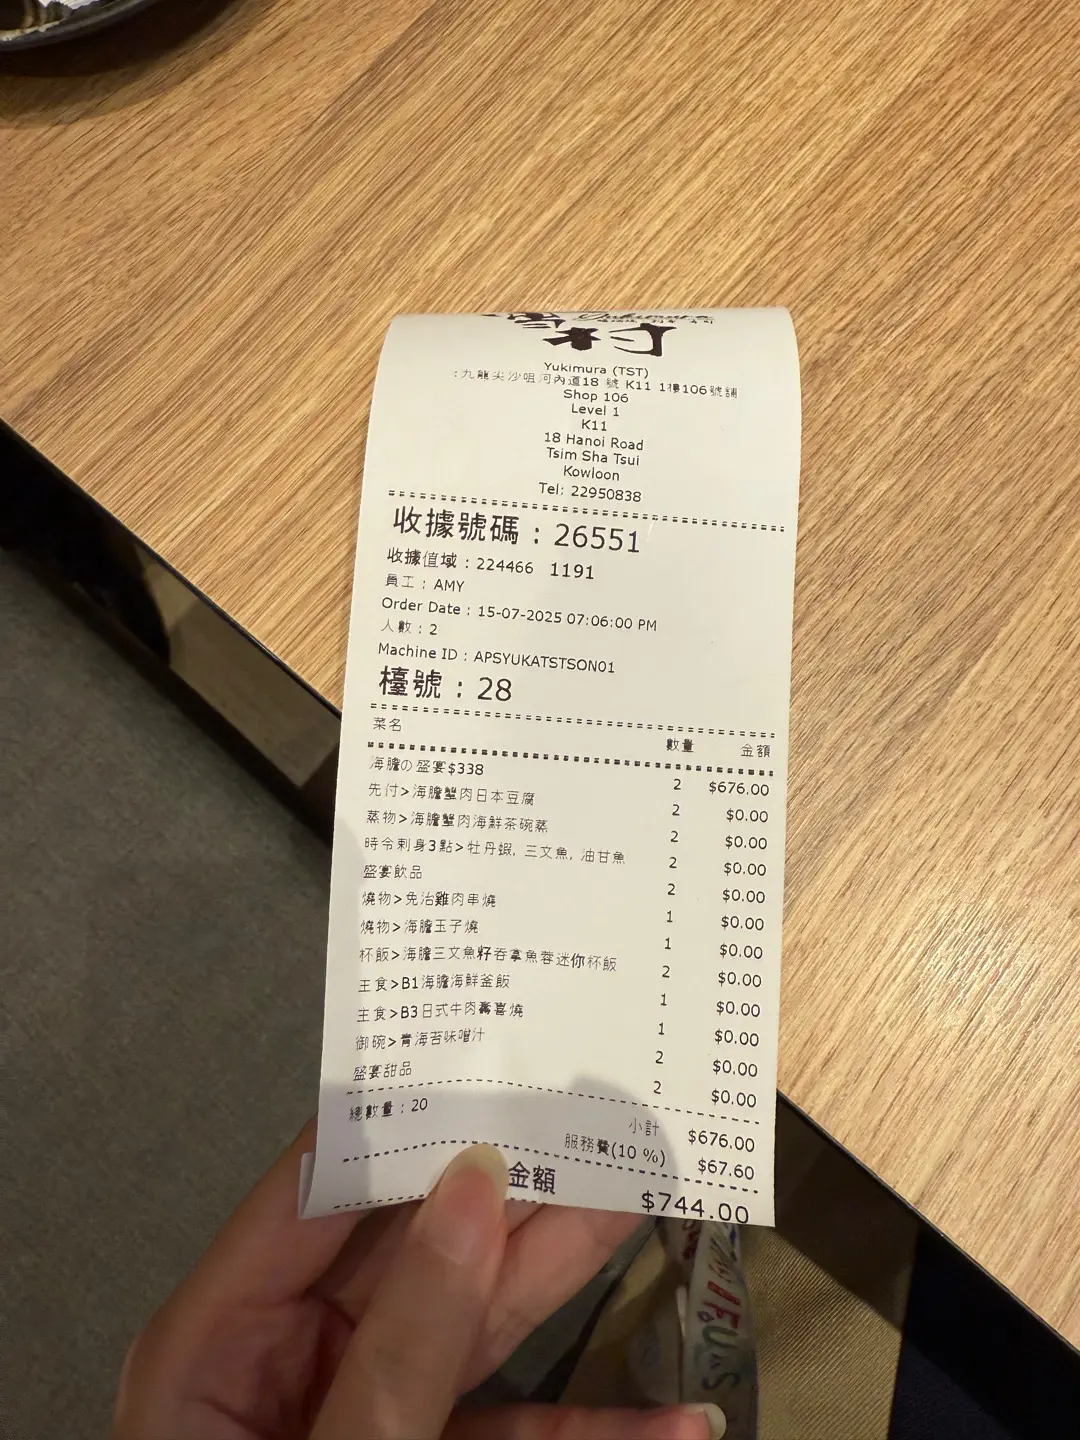 Yukimura
Yukimura (TST)
:九龍尖沙咀河內道18 號 K11 1樓106號舖
Shop 106
Level 1
K11
18 Hanoi Road
Tsim Sha Tsui
Kowloon
Tel: 22950838
收據號碼 : 26551
收據值域 : 224466 1191
員工 : AMY
Order Date : 15-07-2025 07:06:00 PM
人數 : 2
Machine ID : APSYUKATSTSON01
檯號 : 28
菜名 數量 金額
海膽の盛宴$338 2 $676.00
先付>海膽蟹肉日本豆腐 2 $0.00
蒸物>海膽蟹肉海鮮茶碗蒸 2 $0.00
時令刺身3點>牡丹蝦, 三文魚, 油甘魚 2 $0.00
盛宴飲品 2 $0.00
燒物>免治雞肉串燒 1 $0.00
燒物>海膽玉子燒 1 $0.00
杯飯>海膽三文魚籽吞拿魚蓉迷你杯飯 2 $0.00
主食>B1海膽海鮮釜飯 1 $0.00
主食>B3日式牛肉壽喜燒 1 $0.00
御碗>青海苔味噌汁 2 $0.00
盛宴甜品 2 $0.00
總數量 : 20
小計 $676.00
服務費(10 %) $67.60
金額 $744.00